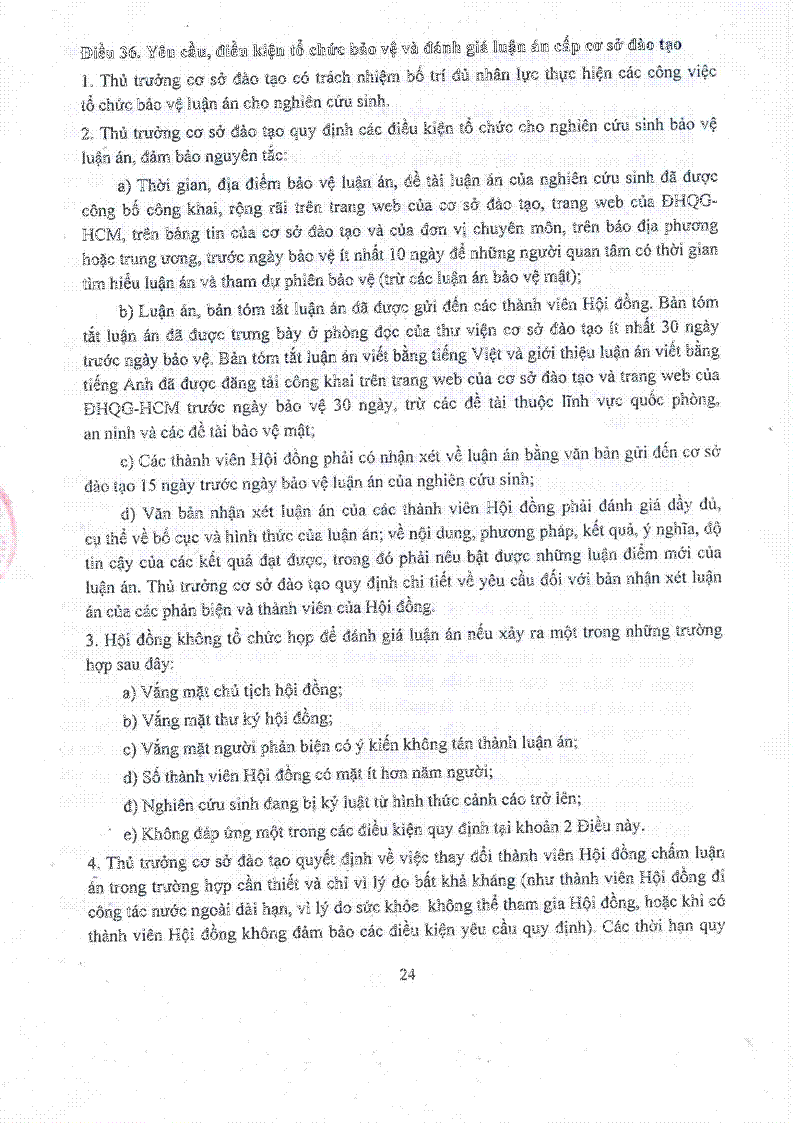 Điều 36. Yêu cầu, điều kiện tổ chức bảo vệ và đánh giá luận án cấp cơ sở đào tạo
1. Thủ trưởng cơ sở đào tạo có trách nhiệm bố trí đủ nhân lực thực hiện các công việc
tổ chức bảo vệ luận án cho nghiên cứu sinh.
2. Thủ trưởng cơ sở đào tạo quy định các điều kiện tổ chức cho nghiên cứu sinh bảo vệ
luận án, đảm bảo nguyên tắc:
a) Thời gian, địa điểm bảo vệ luận án, đề tài luận án của nghiên cứu sinh đã được
công bố công khai, rộng rãi trên trang web của cơ sở đào tạo, trang web của ĐHQG-
HCM, trên bảng tin của cơ sở đào tạo và của đơn vị chuyên môn, trên báo địa phương
hoặc trung ương, trước ngày bảo vệ ít nhất 10 ngày để những người quan tâm có thời gian
tìm hiểu luận án và tham dự phiên bảo vệ (trừ các luận án bảo vệ mật);
b) Luận án, bản tóm tắt luận án đã được gửi đến các thành viên Hội đồng. Bản tóm
tắt luận án đã được trưng bày ở phòng đọc của thư viện cơ sở đào tạo ít nhất 30 ngày
trước ngày bảo vệ. Bản tóm tắt luận án viết bằng tiếng Việt và giới thiệu luận án viết bằng
tiếng Anh đã được đăng tải công khai trên trang web của cơ sở đào tạo và trang web của
ĐHQG-HCM trước ngày bảo vệ 30 ngày, trừ các đề tài thuộc lĩnh vực quốc phòng,
an ninh và các đề tài bảo vệ mật;
c) Các thành viên Hội đồng phải có nhận xét về luận án bằng văn bản gửi đến cơ sở
đào tạo 15 ngày trước ngày bảo vệ luận án của nghiên cứu sinh;
d) Văn bản nhận xét luận án của các thành viên Hội đồng phải đánh giá đầy đủ,
cụ thể về bố cục và hình thức của luận án; về nội dung, phương pháp, kết quả, ý nghĩa, độ
tin cậy của các kết quả đạt được, trong đó phải nêu bật được những luận điểm mới của
luận án. Thủ trưởng cơ sở đào tạo quy định chi tiết về yêu cầu đối với bản nhận xét luận
án của các phản biện và thành viên của Hội đồng.
3. Hội đồng không tổ chức họp để đánh giá luận án nếu xảy ra một trong những trường
hợp sau đây:
a) Vắng mặt chủ tịch hội đồng;
b) Vắng mặt thư ký hội đồng;
c) Vắng mặt người phản biện có ý kiến không tán thành luận án;
d) Số thành viên Hội đồng có mặt ít hơn năm người;
đ) Nghiên cứu sinh đang bị kỷ luật từ hình thức cảnh cáo trở lên;
e) Không đáp ứng một trong các điều kiện quy định tại khoản 2 Điều này.
4. Thủ trưởng cơ sở đào tạo quyết định về việc thay đổi thành viên Hội đồng chấm luận
án trong trường hợp cần thiết và chỉ vì lý do bất khả kháng (như thành viên Hội đồng đi
công tác nước ngoài dài hạn, vì lý do sức khỏe không thể tham gia Hội đồng, hoặc khi có
thành viên Hội đồng không đảm bảo các điều kiện yêu cầu quy định). Các thời hạn quy
24